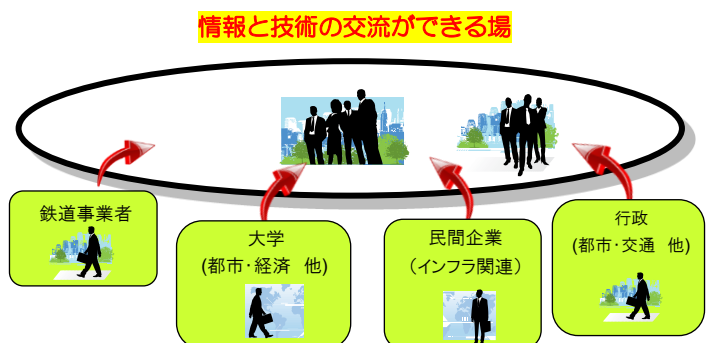 情報と技術の交流ができる場
鉄道事業者
大学
(都市・経済　他)
民間企業
(インフラ関連)
行政
(都市・交通　他)